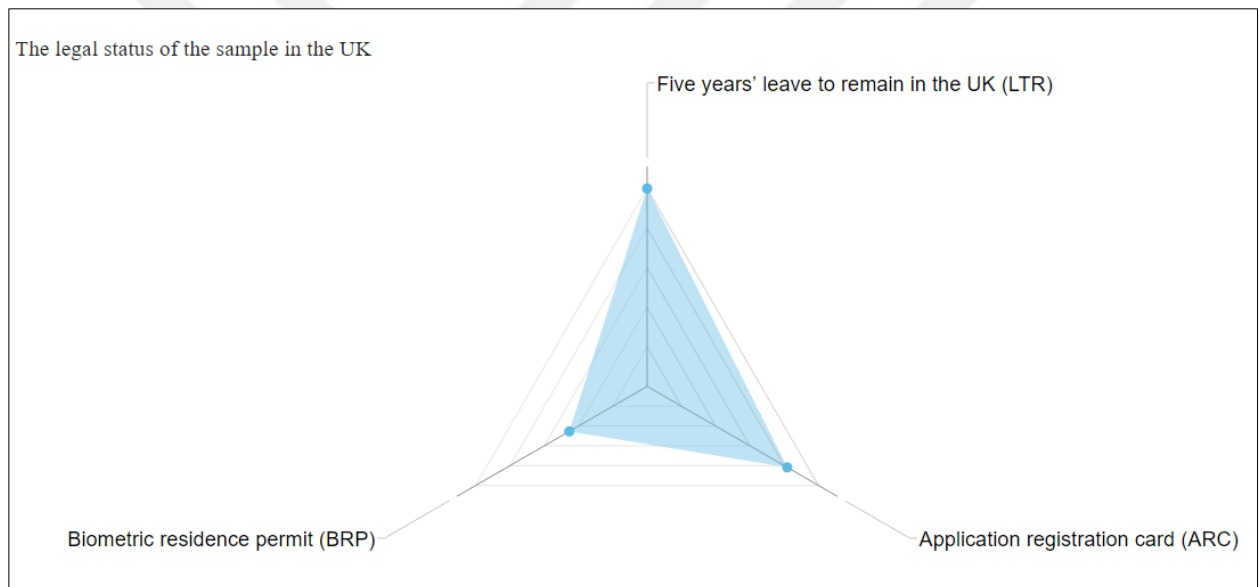 The legal status of the sample in the UK
Five years’ leave to remain in the UK (LTR)
Biometric residence permit (BRP)
Application registration card (ARC)